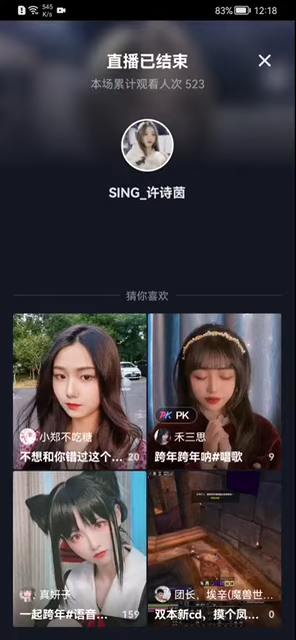 545
K/s
83%
12:18
直播已结束
本场累计观看人次 523
SING_许诗茵
猜你喜欢
小郑不吃糖
不想和你错过这个... 20
PK PK
禾三思
跨年跨年呐#唱歌 9
真妍子
一起跨年#语音... 159
团长，埃辛(魔兽世...
双本新cd，摸个凤... 0